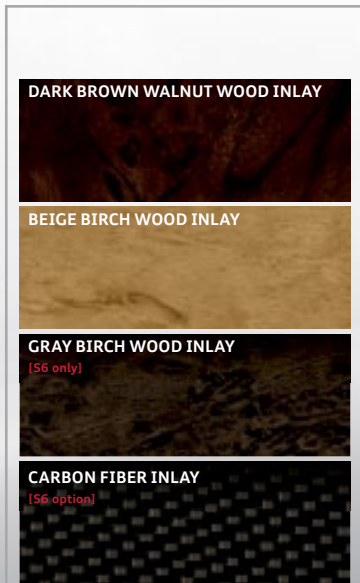 DARK BROWN WALNUT WOOD INLAY
BEIGE BIRCH WOOD INLAY
GRAY BIRCH WOOD INLAY
[S6 only]
CARBON FIBER INLAY
[S6 option]